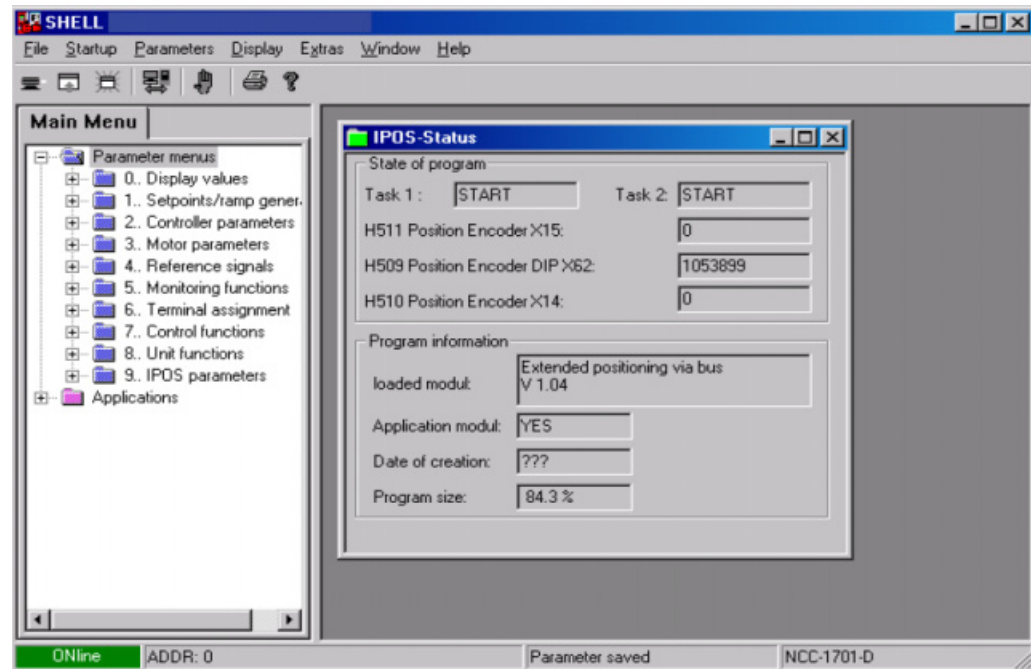 SHELL
File Startup Parameters Display Extras Window Help
Main Menu
Parameter menus
0.. Display values
1.. Setpoints/ramp gener
2.. Controller parameters
3.. Motor parameters
4.. Reference signals
5.. Monitoring functions
6.. Terminal assignment
7.. Control functions
8.. Unit functions
9.. IPOS parameters
Applications
IPOS-Status
State of program
Task 1 : START Task 2: START
H511 Position Encoder X15: 0
H509 Position Encoder DIP X62: 1053899
H510 Position Encoder X14: 0
Program information
loaded modul: Extended positioning via bus
V 1.04
Application modul: YES
Date of creation: ???
Program size: 84.3 %
ONline ADDR: 0 Parameter saved NCC-1701-D